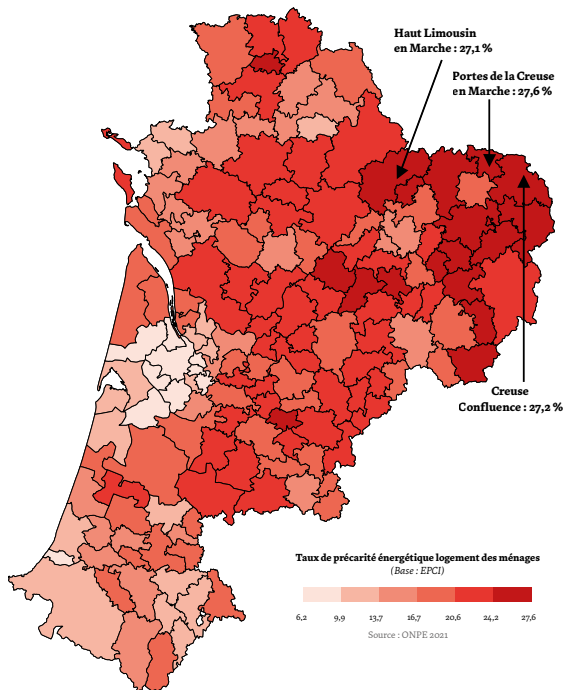 Haut Limousin
en Marche : 27,1 %
Portes de la Creuse
en Marche : 27,6 %
Creuse
Confluence : 27,2 %
Taux de précarité énergétique logement des ménages
(Base : EPCI)
6,2 9,9 13,7 16,7 20,6 24,2 27,6
Source : ONPE 2021